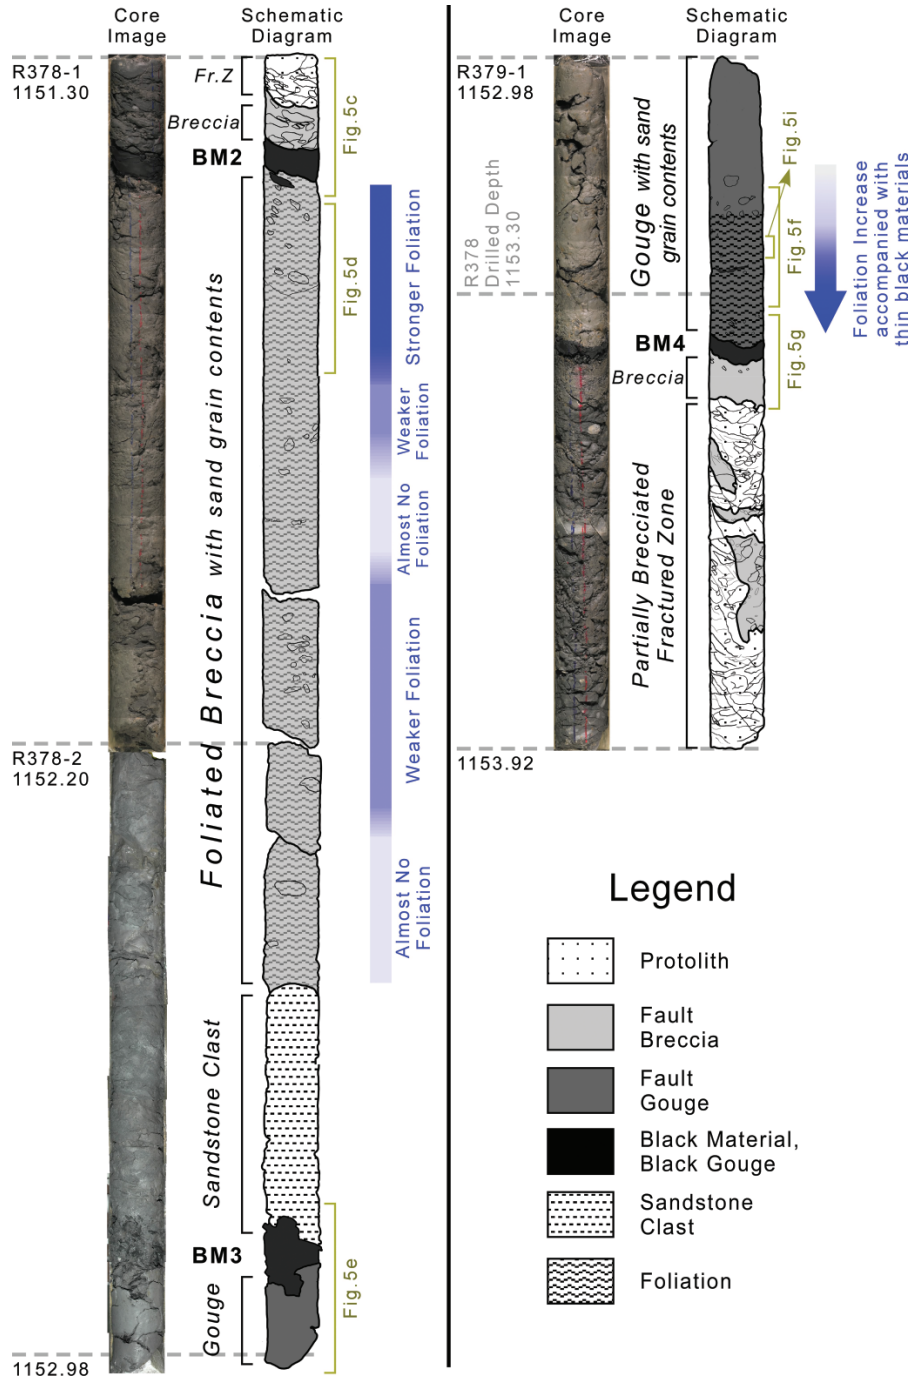 Core
Image
Schematic
Diagram
R378-1
1151.30
Fr.Z
Breccia
BM2
Fig.5c
Fig.5d
Foliated Breccia with sand grain contents
Stronger Foliation
Weaker
Foliation
Almost No
Foliation
Weaker Foliation
Almost No
Foliation
R378-2
1152.20
Sandstone Clast
BM3
Gouge
Fig.5e
1152.98
Core
Image
Schematic
Diagram
R379-1
1152.98
R378
Drilled Depth
1153.30
Gouge with sand
grain contents
Fig.5i
Fig.5f
Fig.5g
Foliation Increase
accompanied with
thin black materials
BM4
Breccia
Partially Brecciated
Fractured Zone
1153.92
Legend
Protolith
Fault
Breccia
Fault
Gouge
Black Material,
Black Gouge
Sandstone
Clast
Foliation